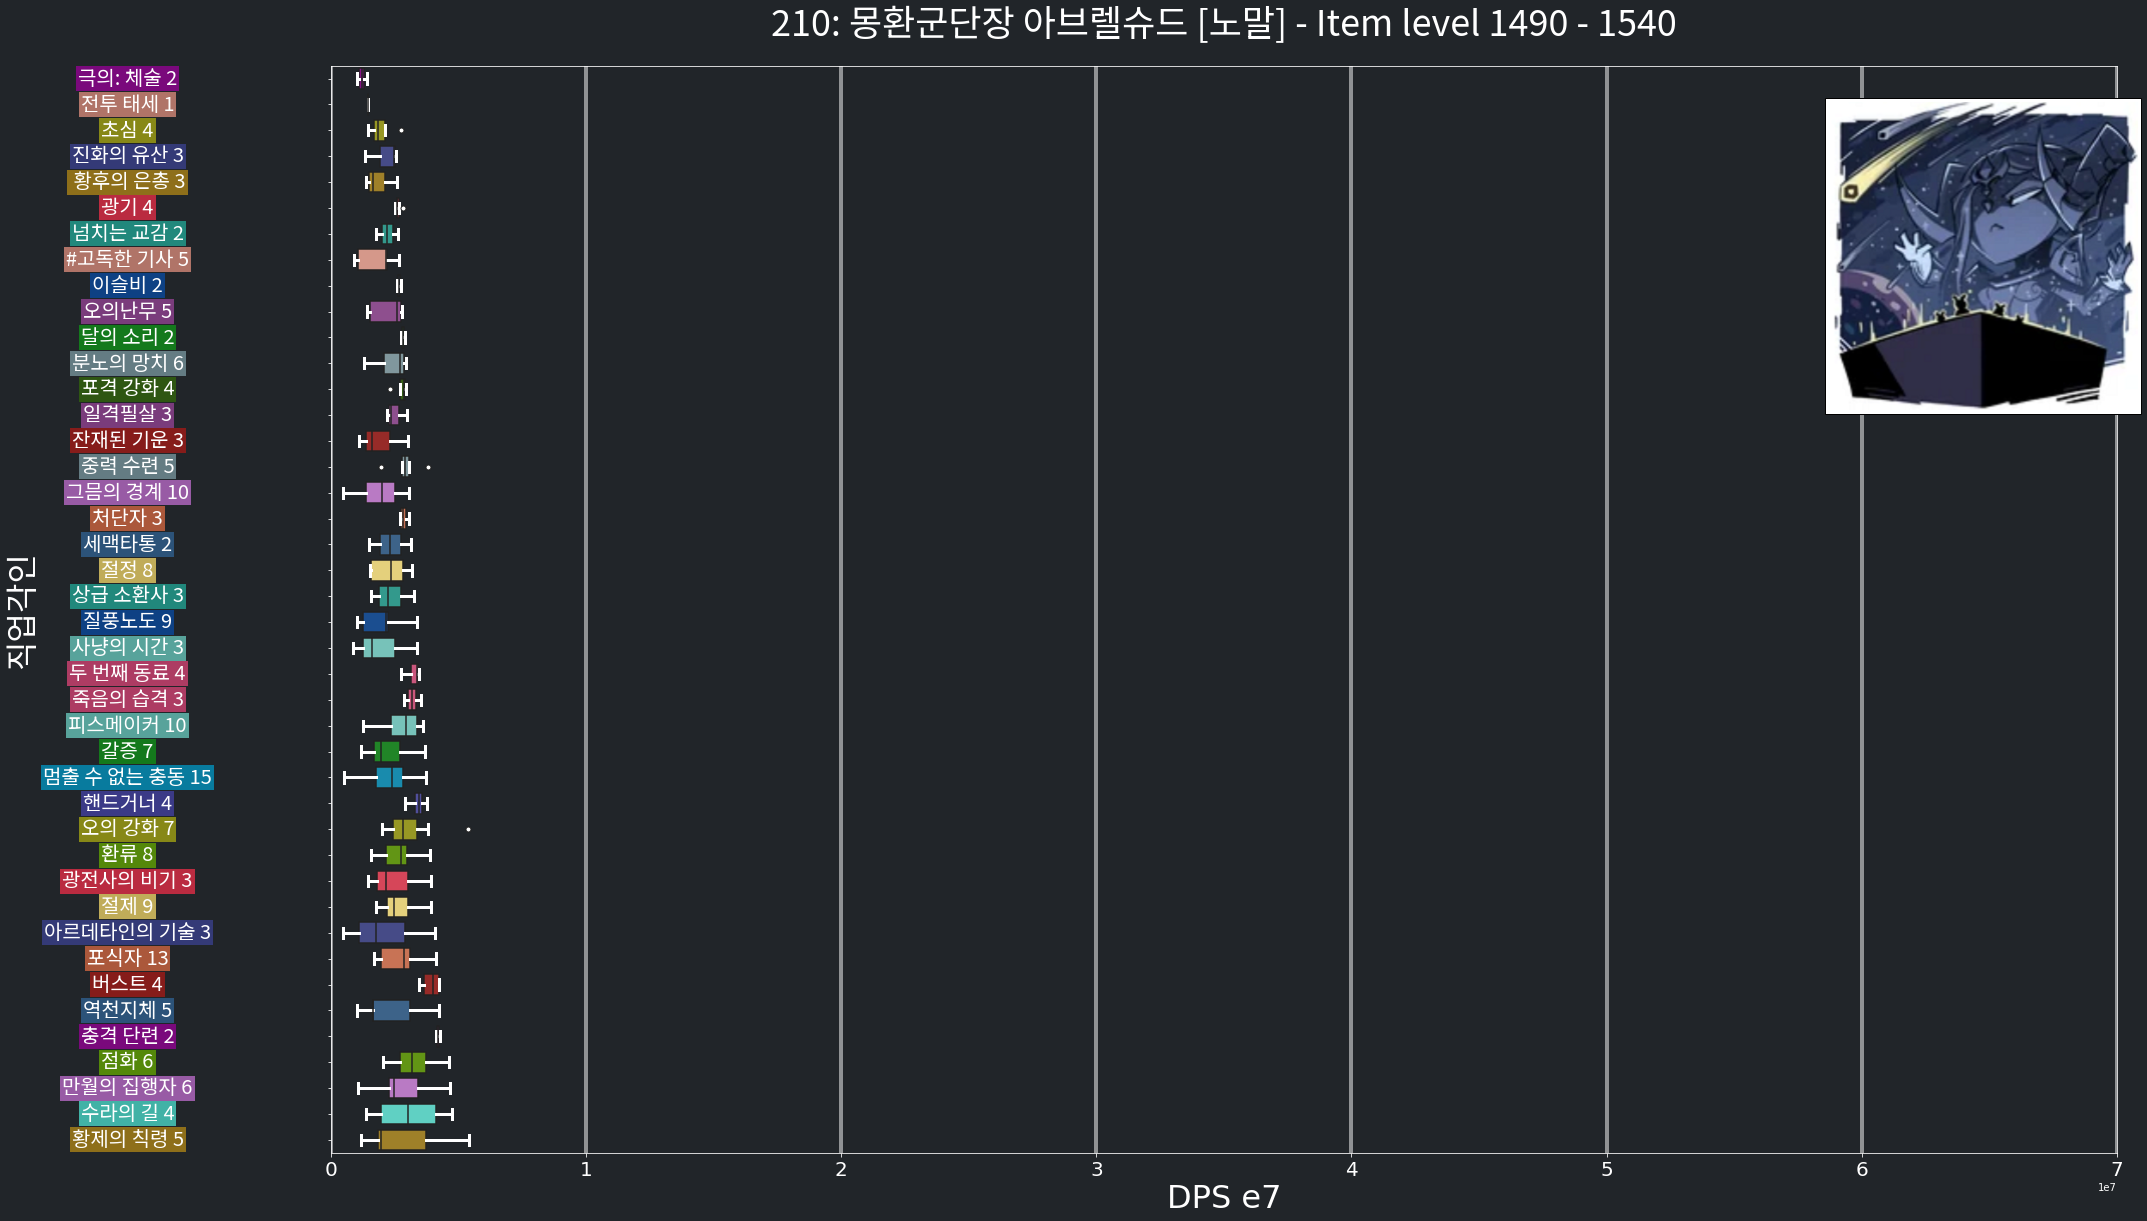 210: 몽환군단장 아브렐슈드 [노말] - Item level 1490 - 1540
직업각인
극의: 체술 2
전투 태세 1
초심 4
진화의 유산 3
황후의 은총 3
광기 4
넘치는 교감 2
#고독한 기사 5
이슬비 2
오의난무 5
달의 소리 2
분노의 망치 6
포격 강화 4
일격필살 3
잔재된 기운 3
중력 수련 5
그믐의 경계 10
처단자 3
세맥타통 2
절정 8
상급 소환사 3
질풍노도 9
사냥의 시간 3
두 번째 동료 4
죽음의 습격 3
피스메이커 10
갈증 7
멈출 수 없는 충동 15
핸드거너 4
오의 강화 7
환류 8
광전사의 비기 3
절제 9
아르데타인의 기술 3
포식자 13
버스트 4
역천지체 5
충격 단련 2
점화 6
만월의 집행자 6
수라의 길 4
황제의 칙령 5
0 1 2 3 4 5 6 7
1e7
DPS e7